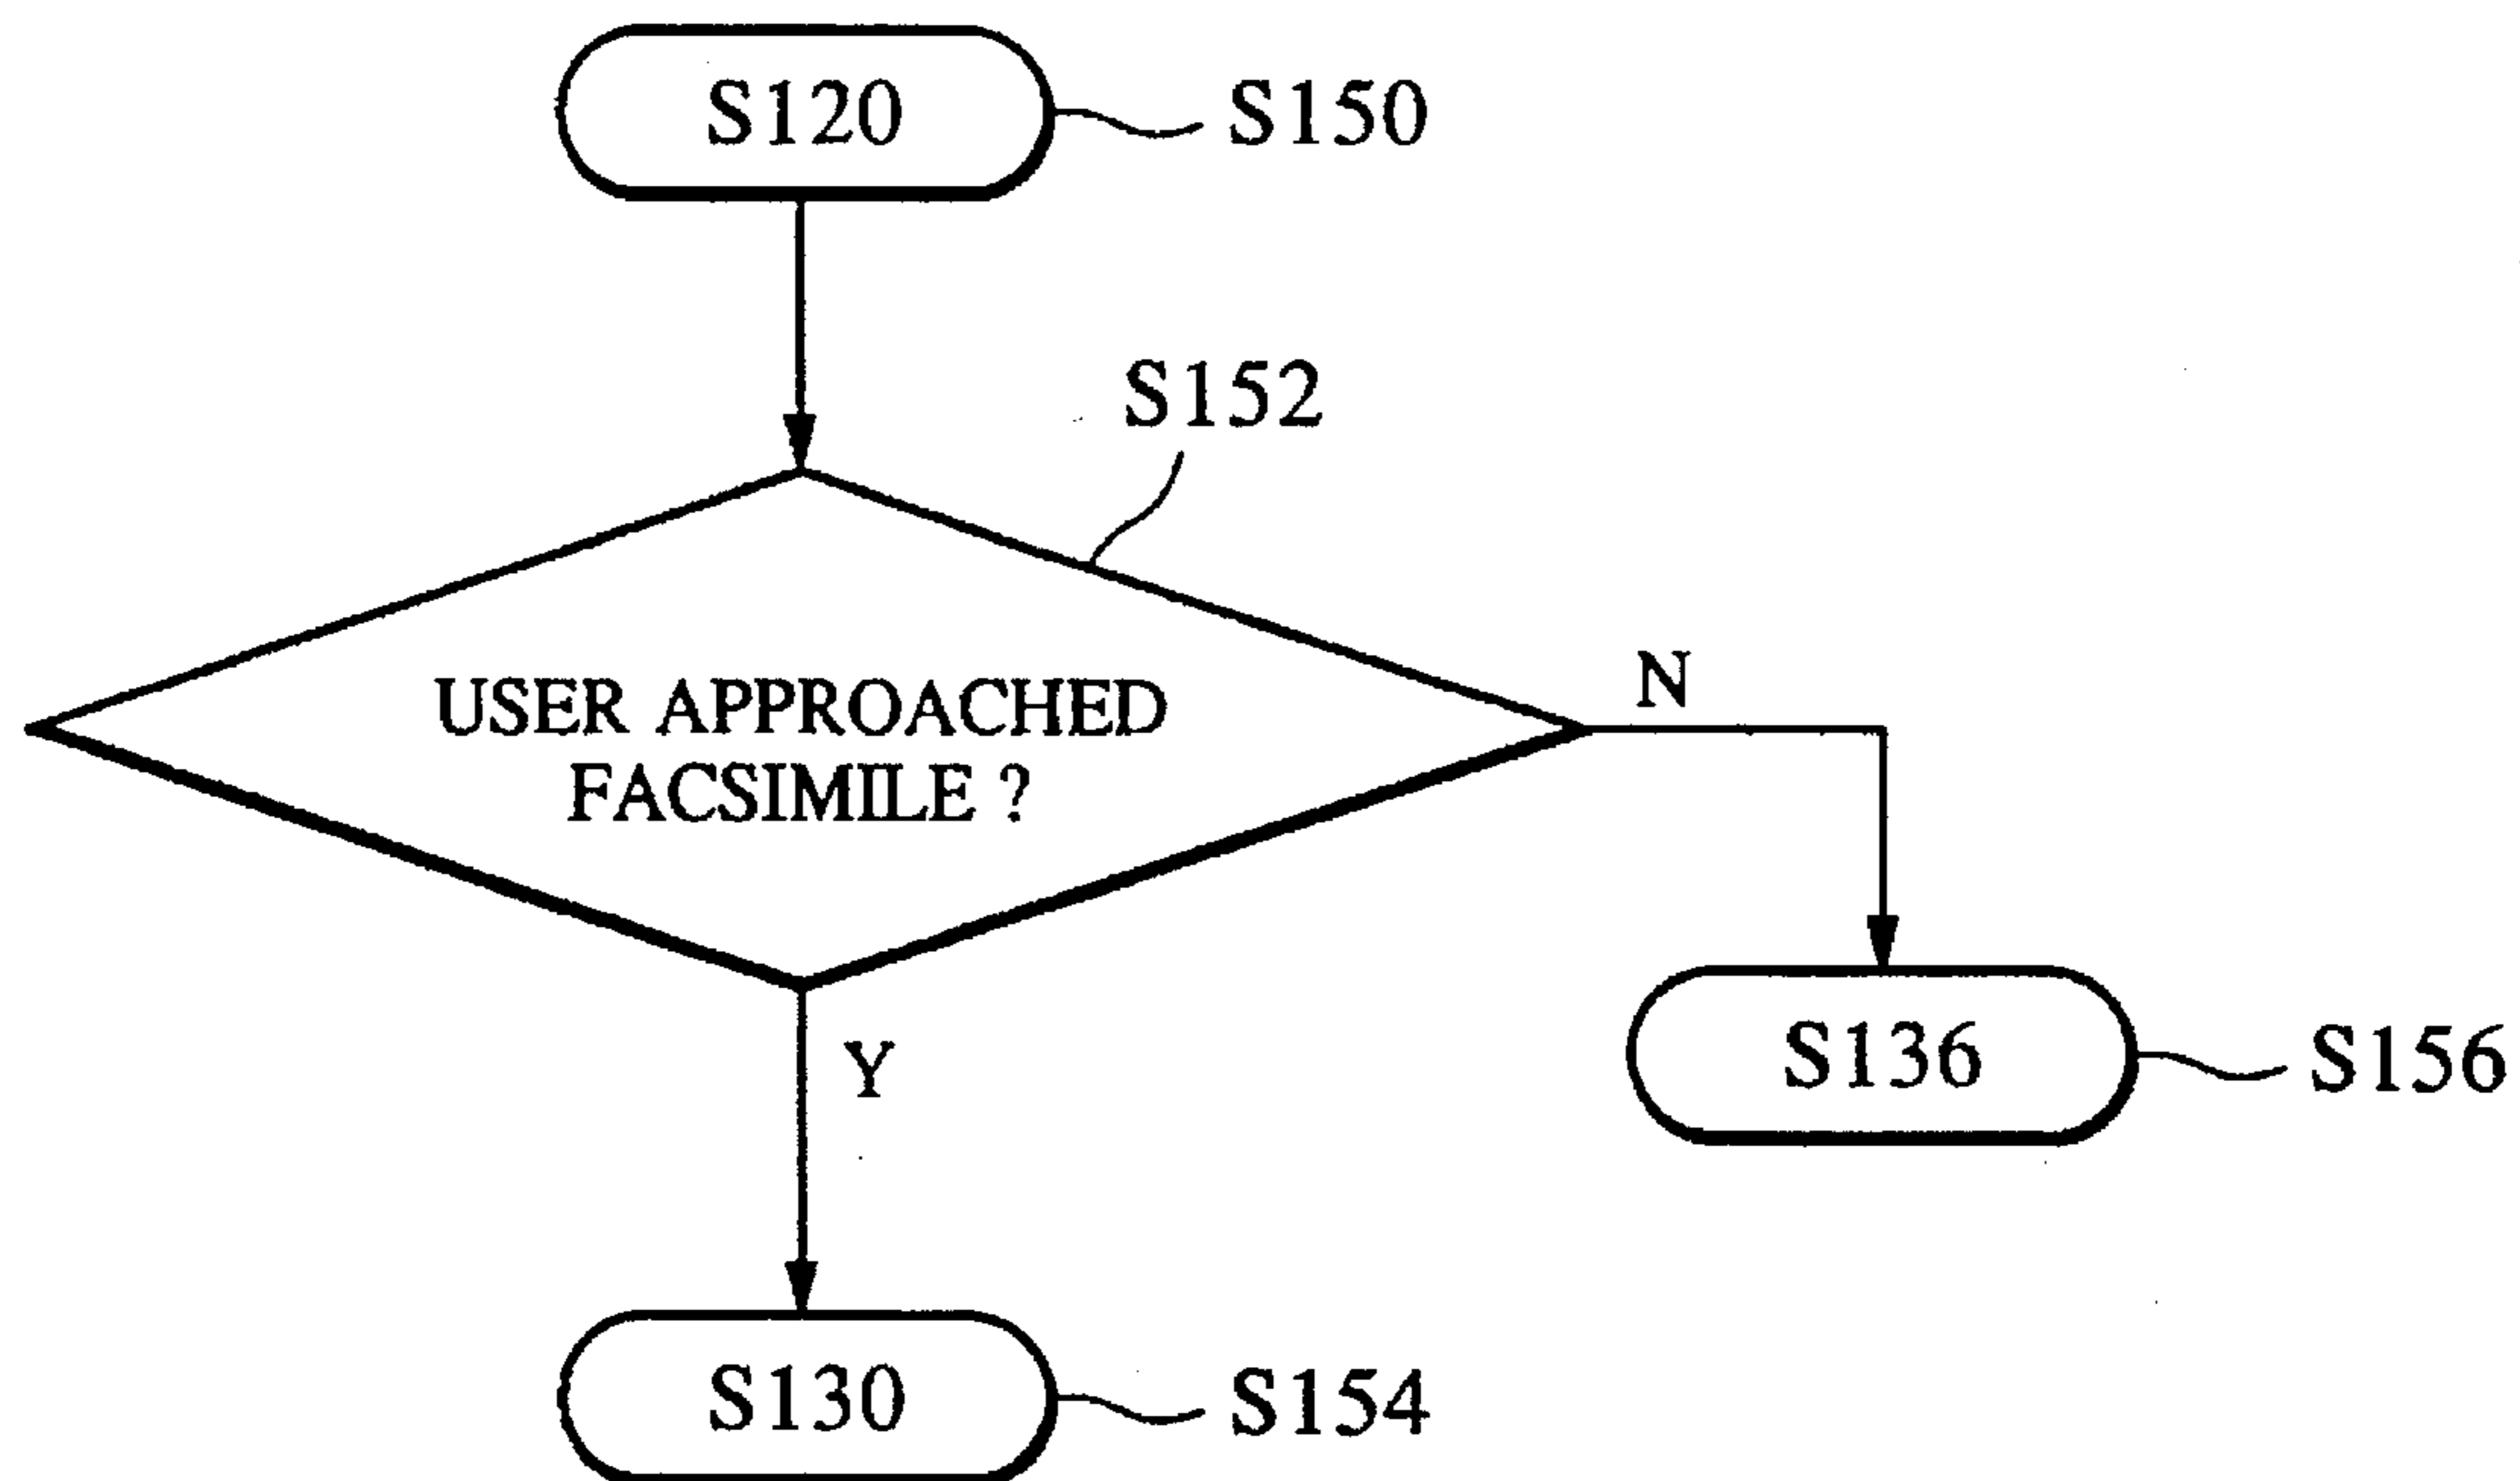 S120
S150
S152
USER APPROACHED
FACSIMILE ?
N
Y
S136
S156
S130
S154